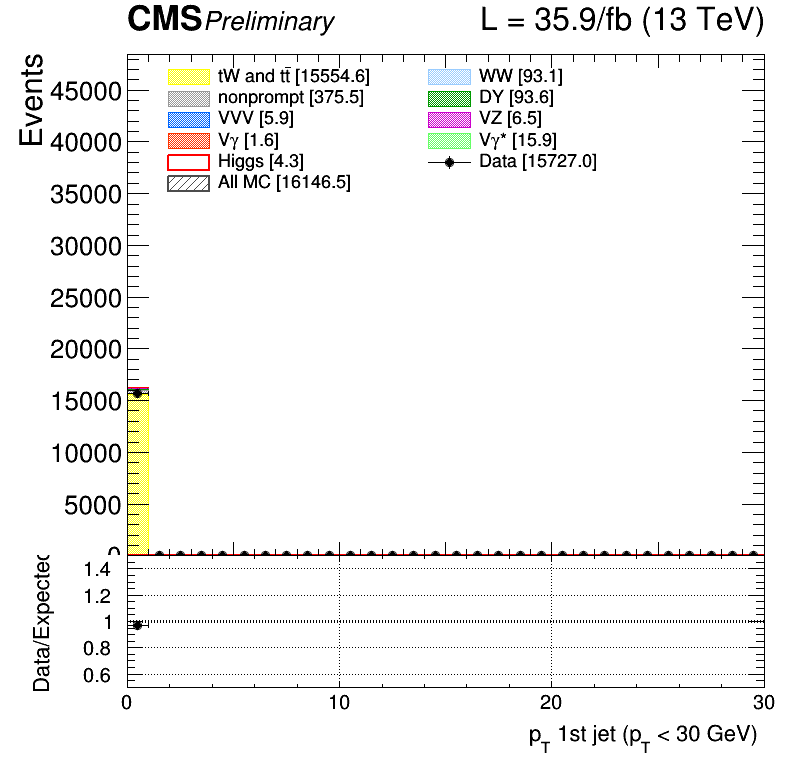 CMS Preliminary L = 35.9/fb (13 TeV)
Events
tW and tt̄ [15554.6] WW [93.1]
nonprompt [375.5] DY [93.6]
VVV [5.9] VZ [6.5]
Vγ [1.6] Vγ* [15.9]
Higgs [4.3] Data [15727.0]
All MC [16146.5]
45000
40000
35000
30000
25000
20000
15000
10000
5000
0
Data/Expected
1.4
1.2
1
0.8
0.6
0 10 20 30
p_T 1st jet (p_T < 30 GeV)